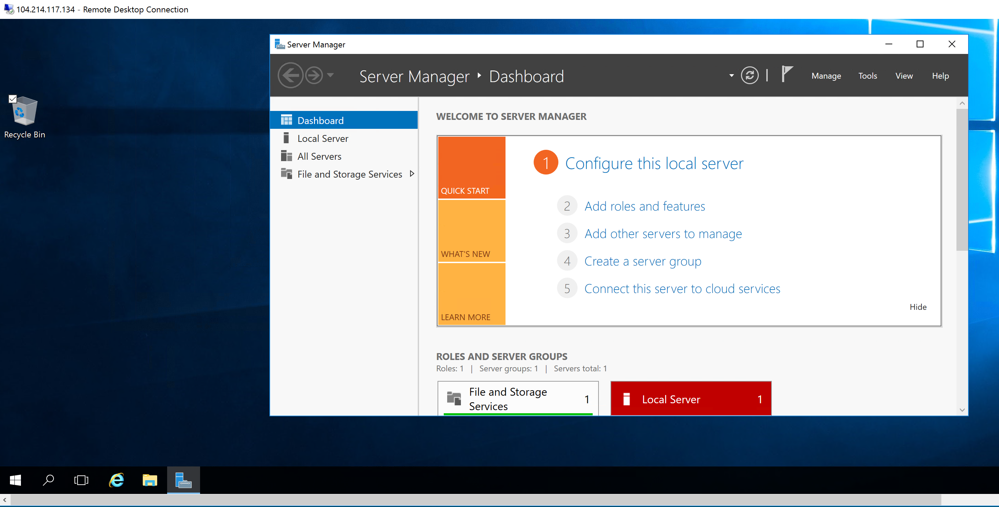 104.214.117.134 - Remote Desktop Connection
Recycle Bin
Server Manager
Server Manager ‣ Dashboard
Manage Tools View Help
Dashboard
Local Server
All Servers
File and Storage Services
WELCOME TO SERVER MANAGER
QUICK START
WHAT'S NEW
LEARN MORE
1 Configure this local server
2 Add roles and features
3 Add other servers to manage
4 Create a server group
5 Connect this server to cloud services
Hide
ROLES AND SERVER GROUPS
Roles: 1 | Server groups: 1 | Servers total: 1
File and Storage
Services 1
Local Server 1